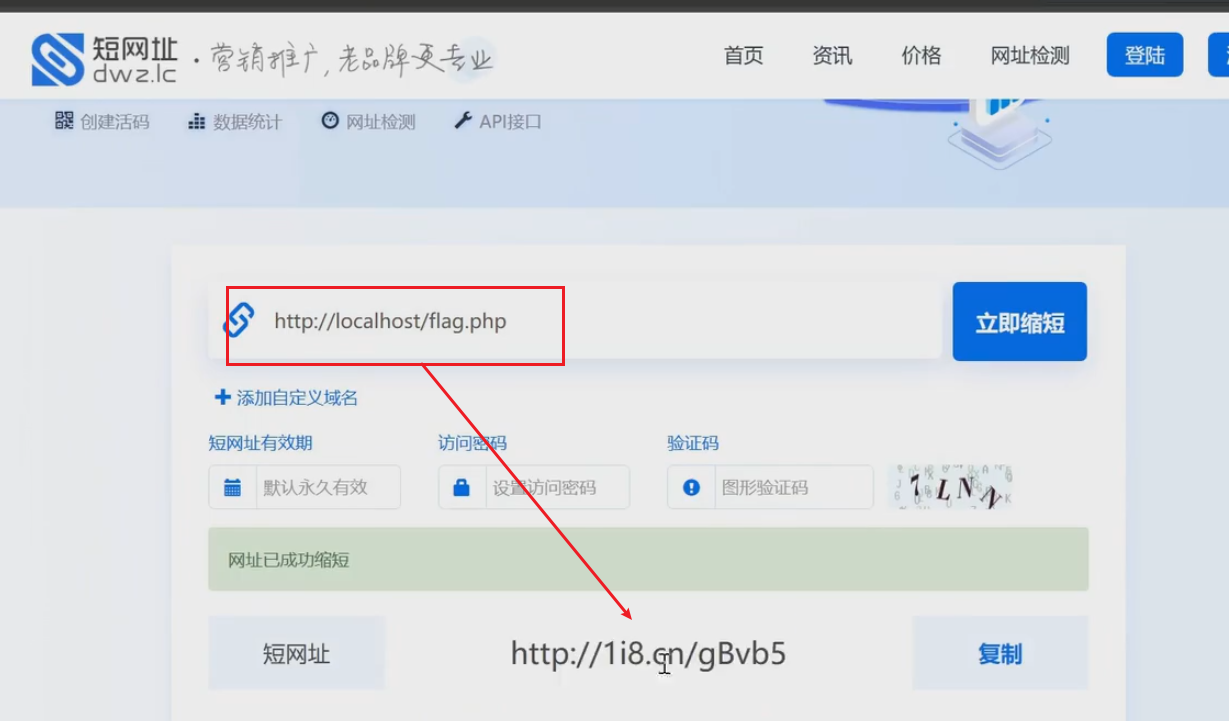 短网址
dwz.lc
·营销推广,老品牌更专业
首页 资讯 价格 网址检测 登陆
创建活码 数据统计 网址检测 API接口
http://localhost/flag.php
立即缩短
添加自定义域名
短网址有效期 访问密码 验证码
默认永久有效 设置访问密码 图形验证码 7LNN
网址已成功缩短
短网址 http://1i8.cn/gBvb5 复制